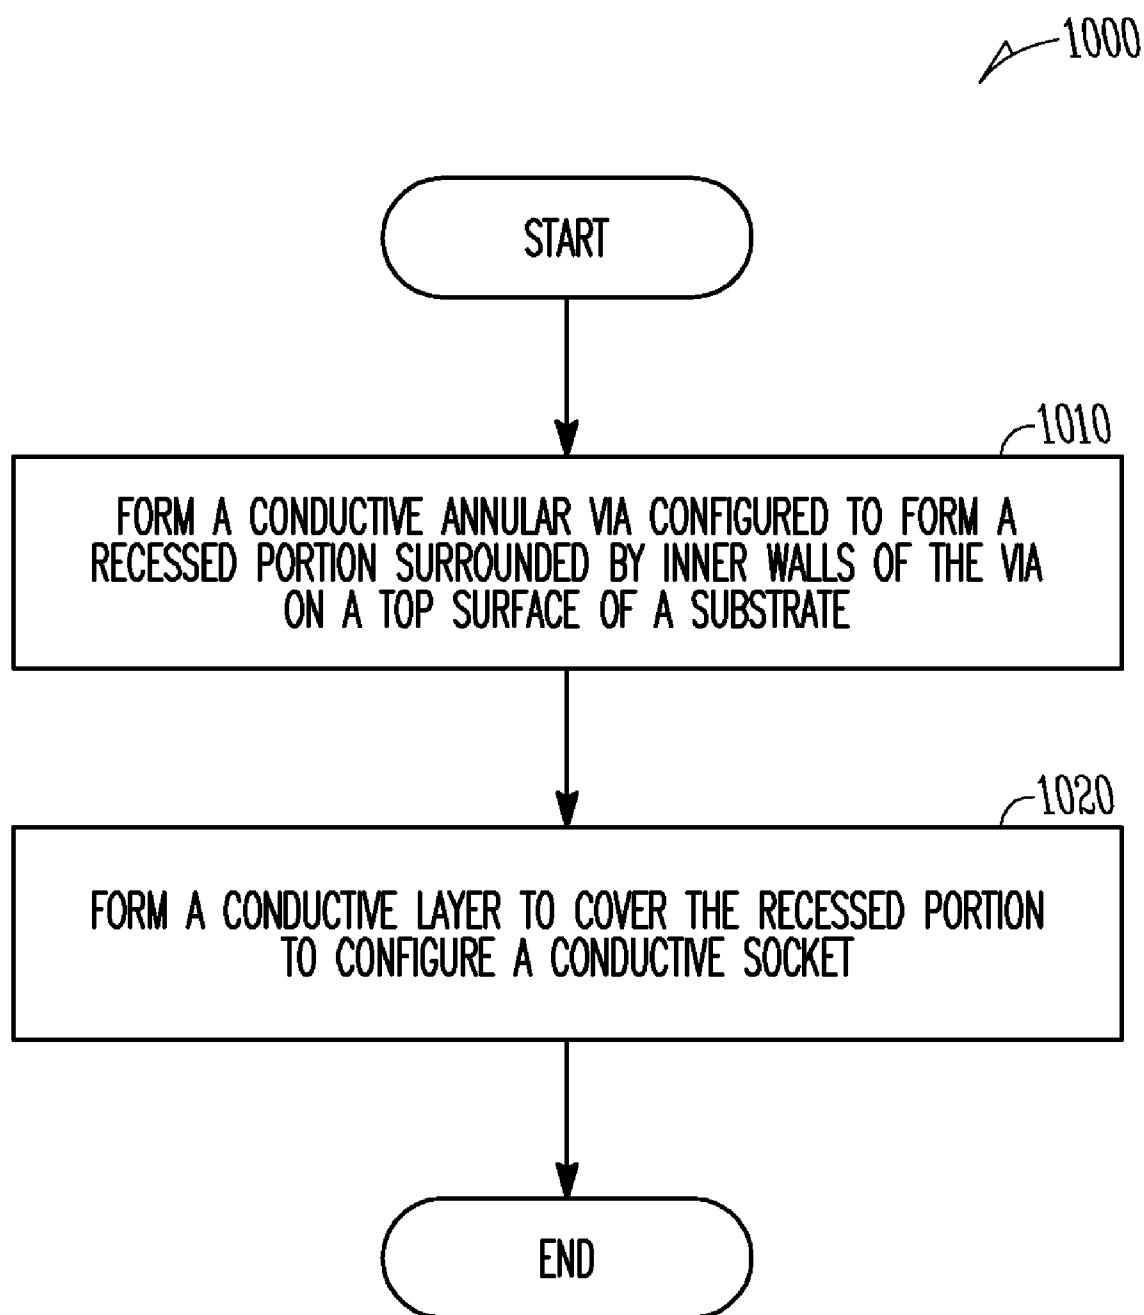 1000
START
1010
FORM A CONDUCTIVE ANNULAR VIA CONFIGURED TO FORM A
RECESSED PORTION SURROUNDED BY INNER WALLS OF THE VIA
ON A TOP SURFACE OF A SUBSTRATE
1020
FORM A CONDUCTIVE LAYER TO COVER THE RECESSED PORTION
TO CONFIGURE A CONDUCTIVE SOCKET
END